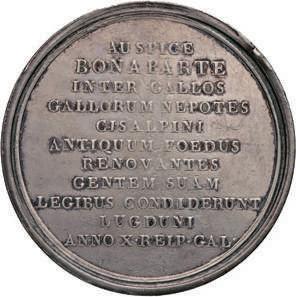 AUSPICE
BONAPARTE
INTER GALLOS
GALLORUM NEPOTES
CISALPINI
ANTIQUUM FOEDUS
RENOVANTES
GENTEM SUAM
LEGIBUS CONDIDERUNT
LUGDUNI
ANNO X·REIP·GAL·